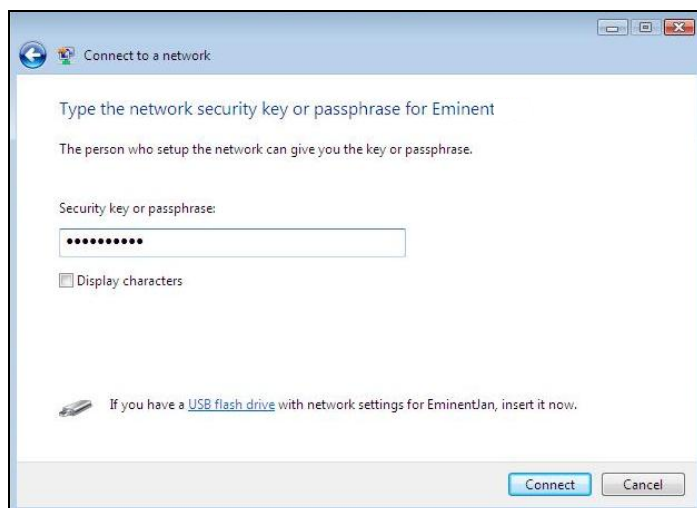 Connect to a network
Type the network security key or passphrase for Eminent
The person who setup the network can give you the key or passphrase.
Security key or passphrase:
••••••••••
Display characters
If you have a USB flash drive with network settings for EminentJan, insert it now.
Connect Cancel